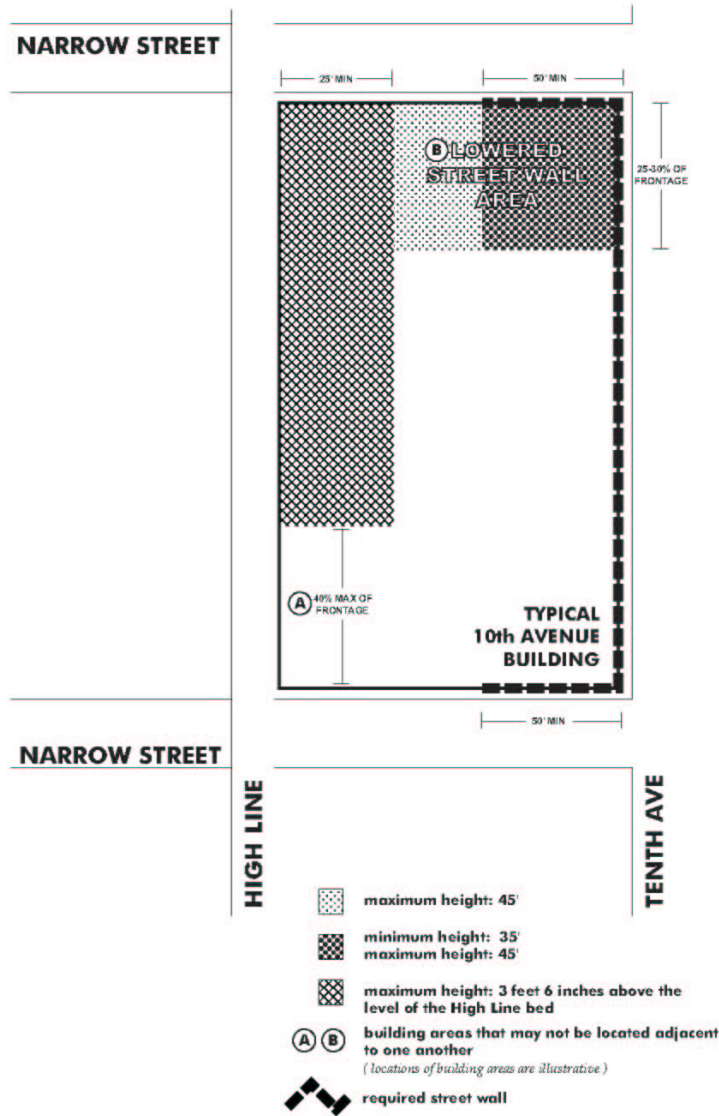 NARROW STREET
25' MIN
50' MIN
B LOWERED
STREET WALL
AREA
25-30% OF
FRONTAGE
A 40% MAX OF
FRONTAGE
TYPICAL
10th AVENUE
BUILDING
50' MIN
NARROW STREET
HIGH LINE
TENTH AVE
maximum height: 45'
minimum height: 35'
maximum height: 45'
maximum height: 3 feet 6 inches above the
level of the High Line bed
A B building areas that may not be located adjacent
to one another
( locations of building areas are illustrative )
required street wall